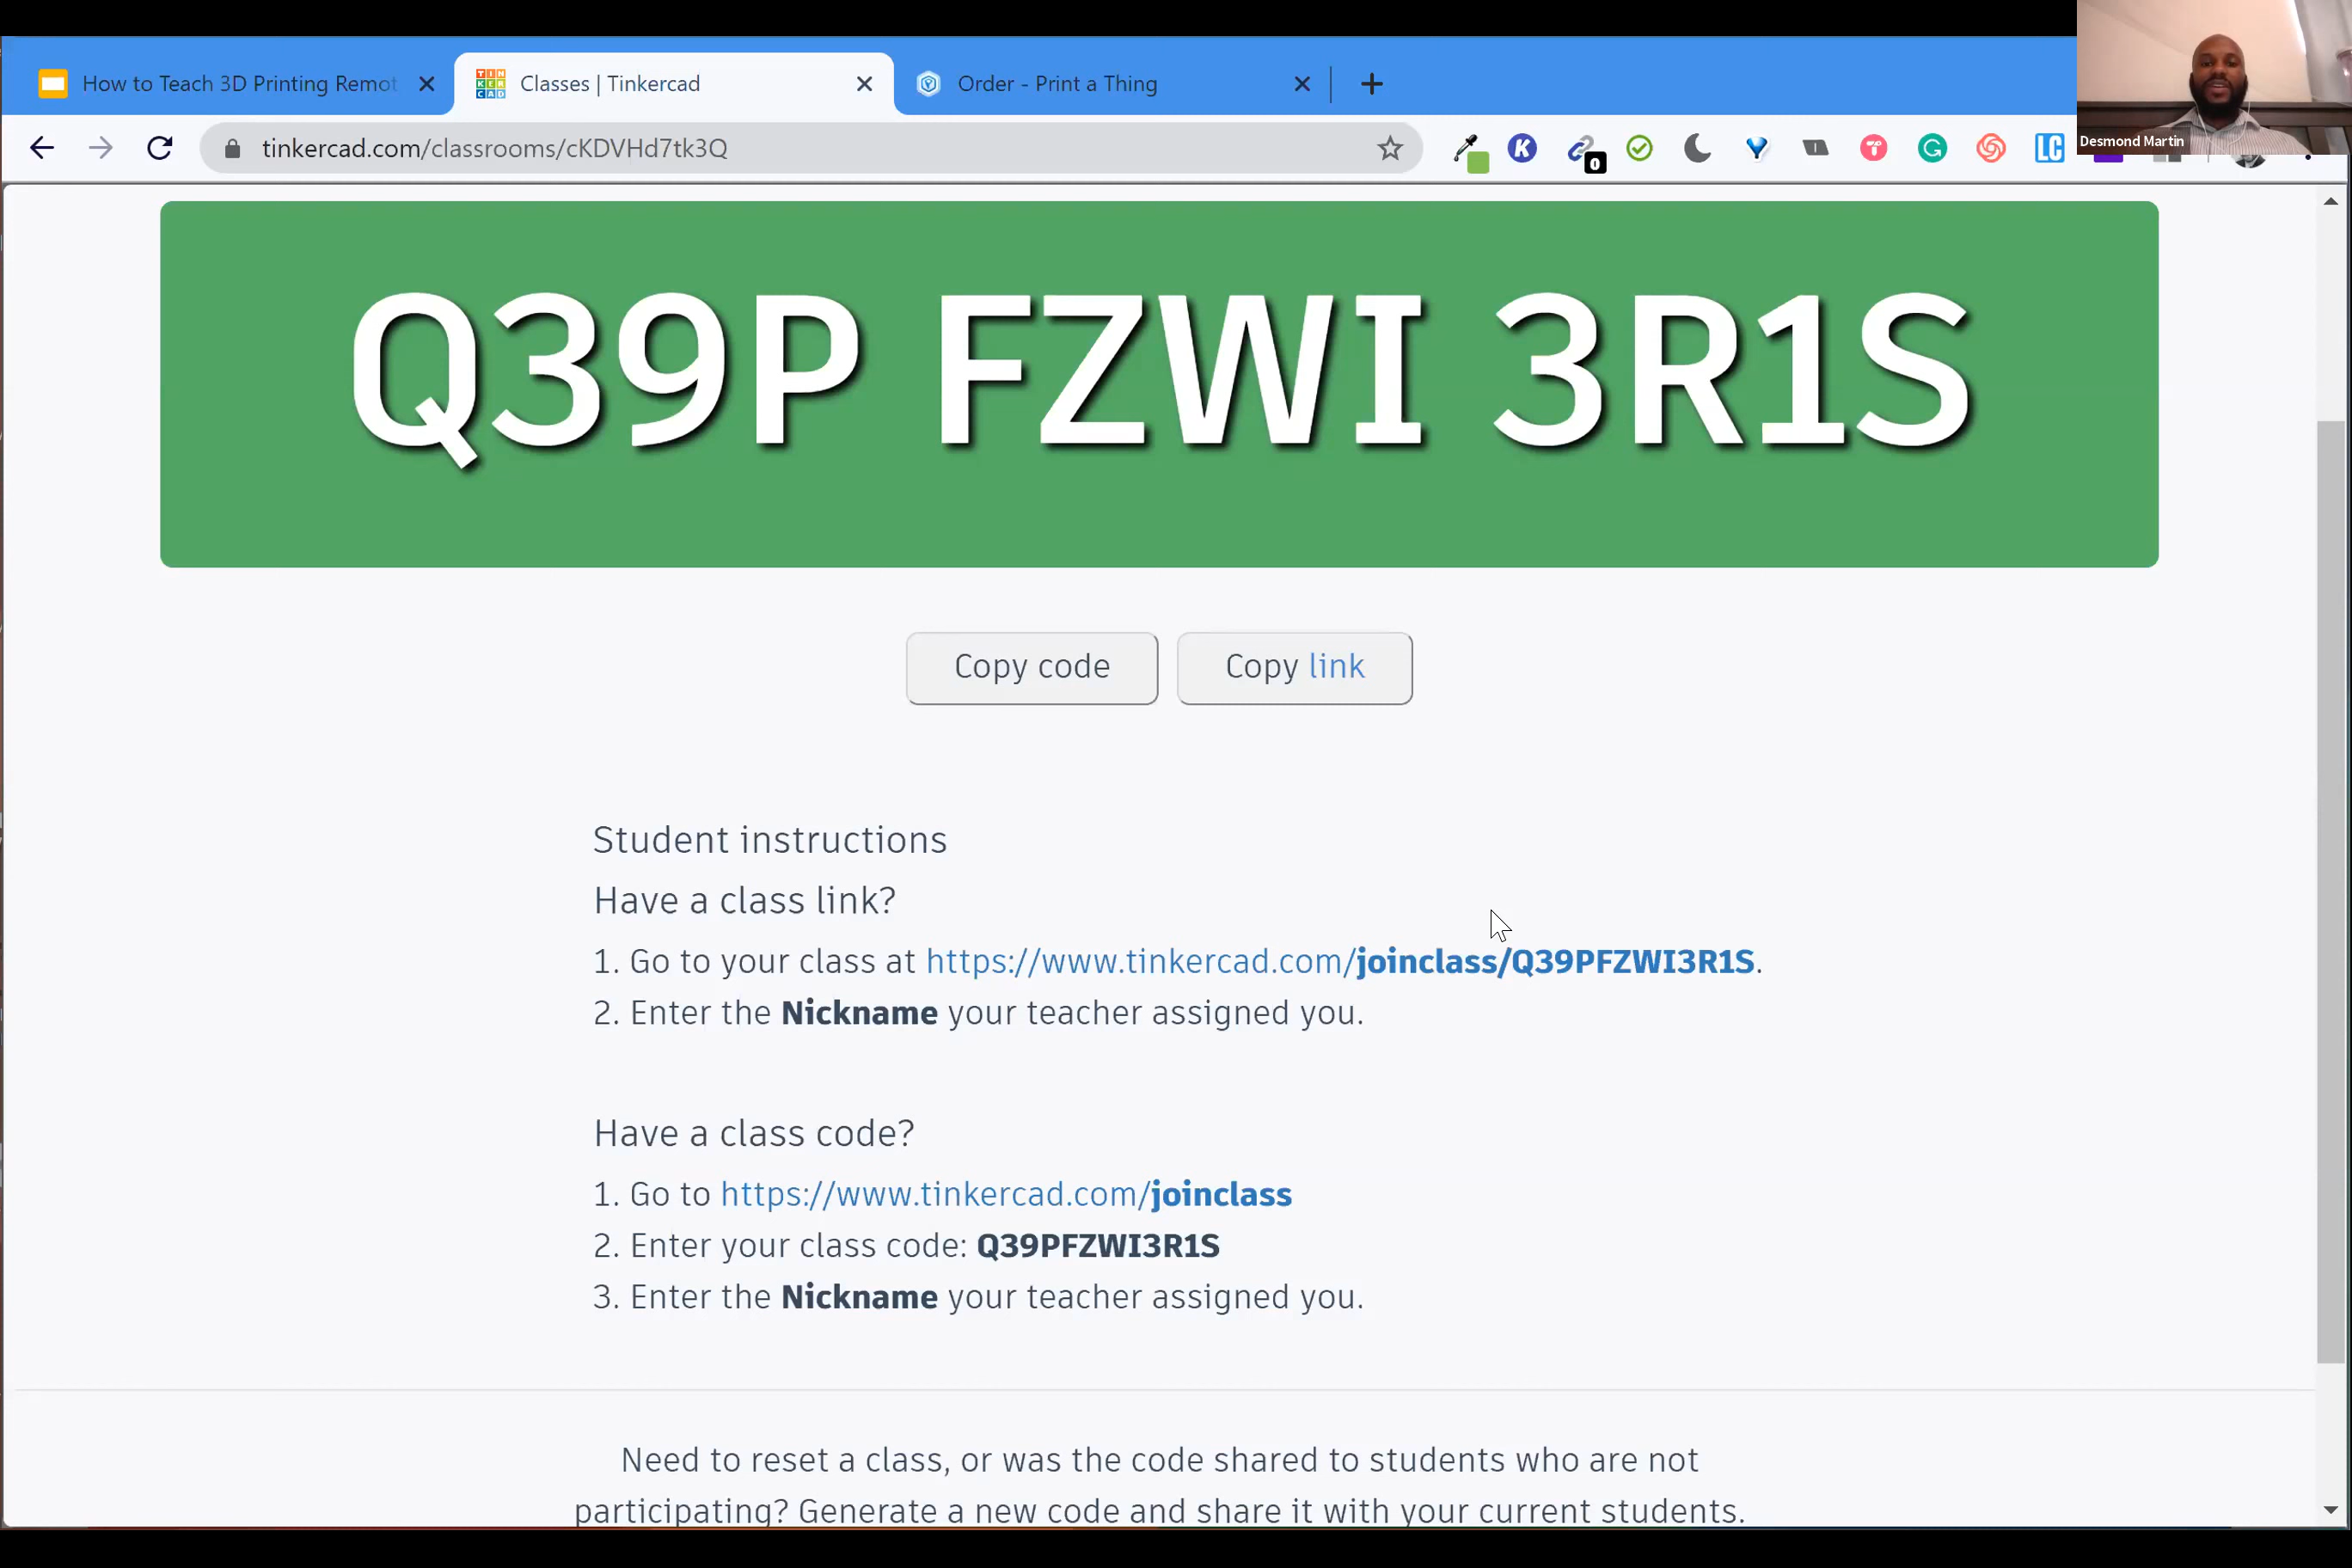 How to Teach 3D Printing Remot
Classes | Tinkercad
Order - Print a Thing
Desmond Martin
tinkercad.com/classrooms/cKDVHd7tk3Q
Q39P FZWI 3R1S
Copy code
Copy link
Student instructions
Have a class link?
1. Go to your class at https://www.tinkercad.com/joinclass/Q39PFZWI3R1S.
2. Enter the Nickname your teacher assigned you.
Have a class code?
1. Go to https://www.tinkercad.com/joinclass
2. Enter your class code: Q39PFZWI3R1S
3. Enter the Nickname your teacher assigned you.
Need to reset a class, or was the code shared to students who are not
participating? Generate a new code and share it with your current students.